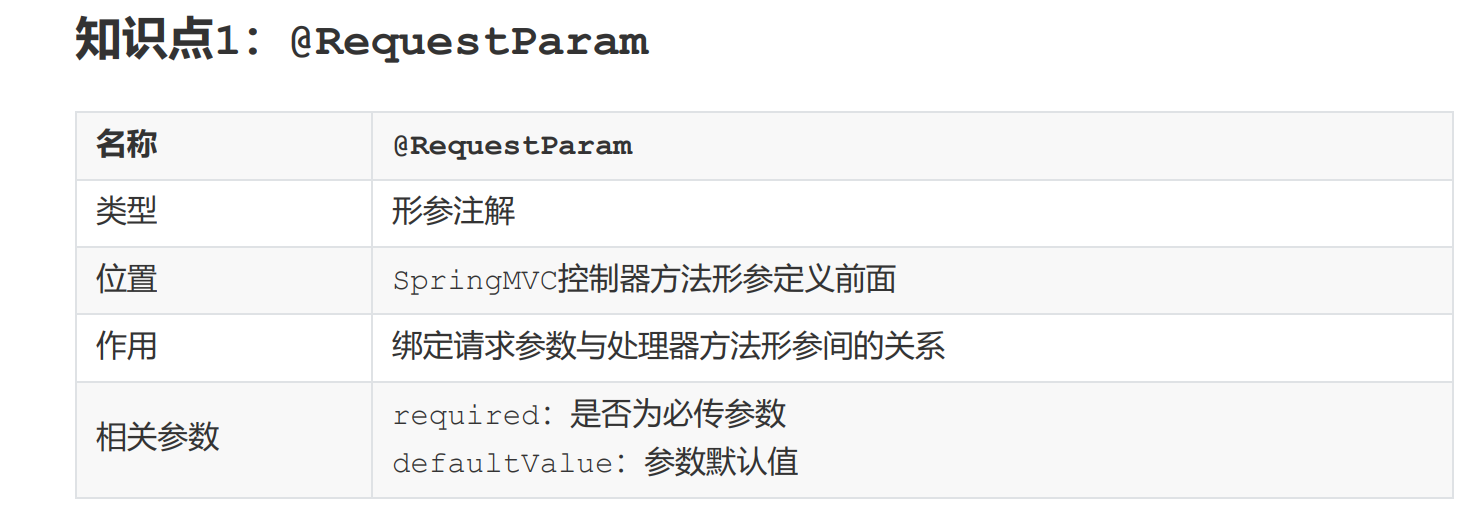 知识点1：@RequestParam
名称 @RequestParam
类型 形参注解
位置 SpringMVC控制器方法形参定义前面
作用 绑定请求参数与处理器方法形参间的关系
相关参数 required：是否为必传参数
defaultValue：参数默认值